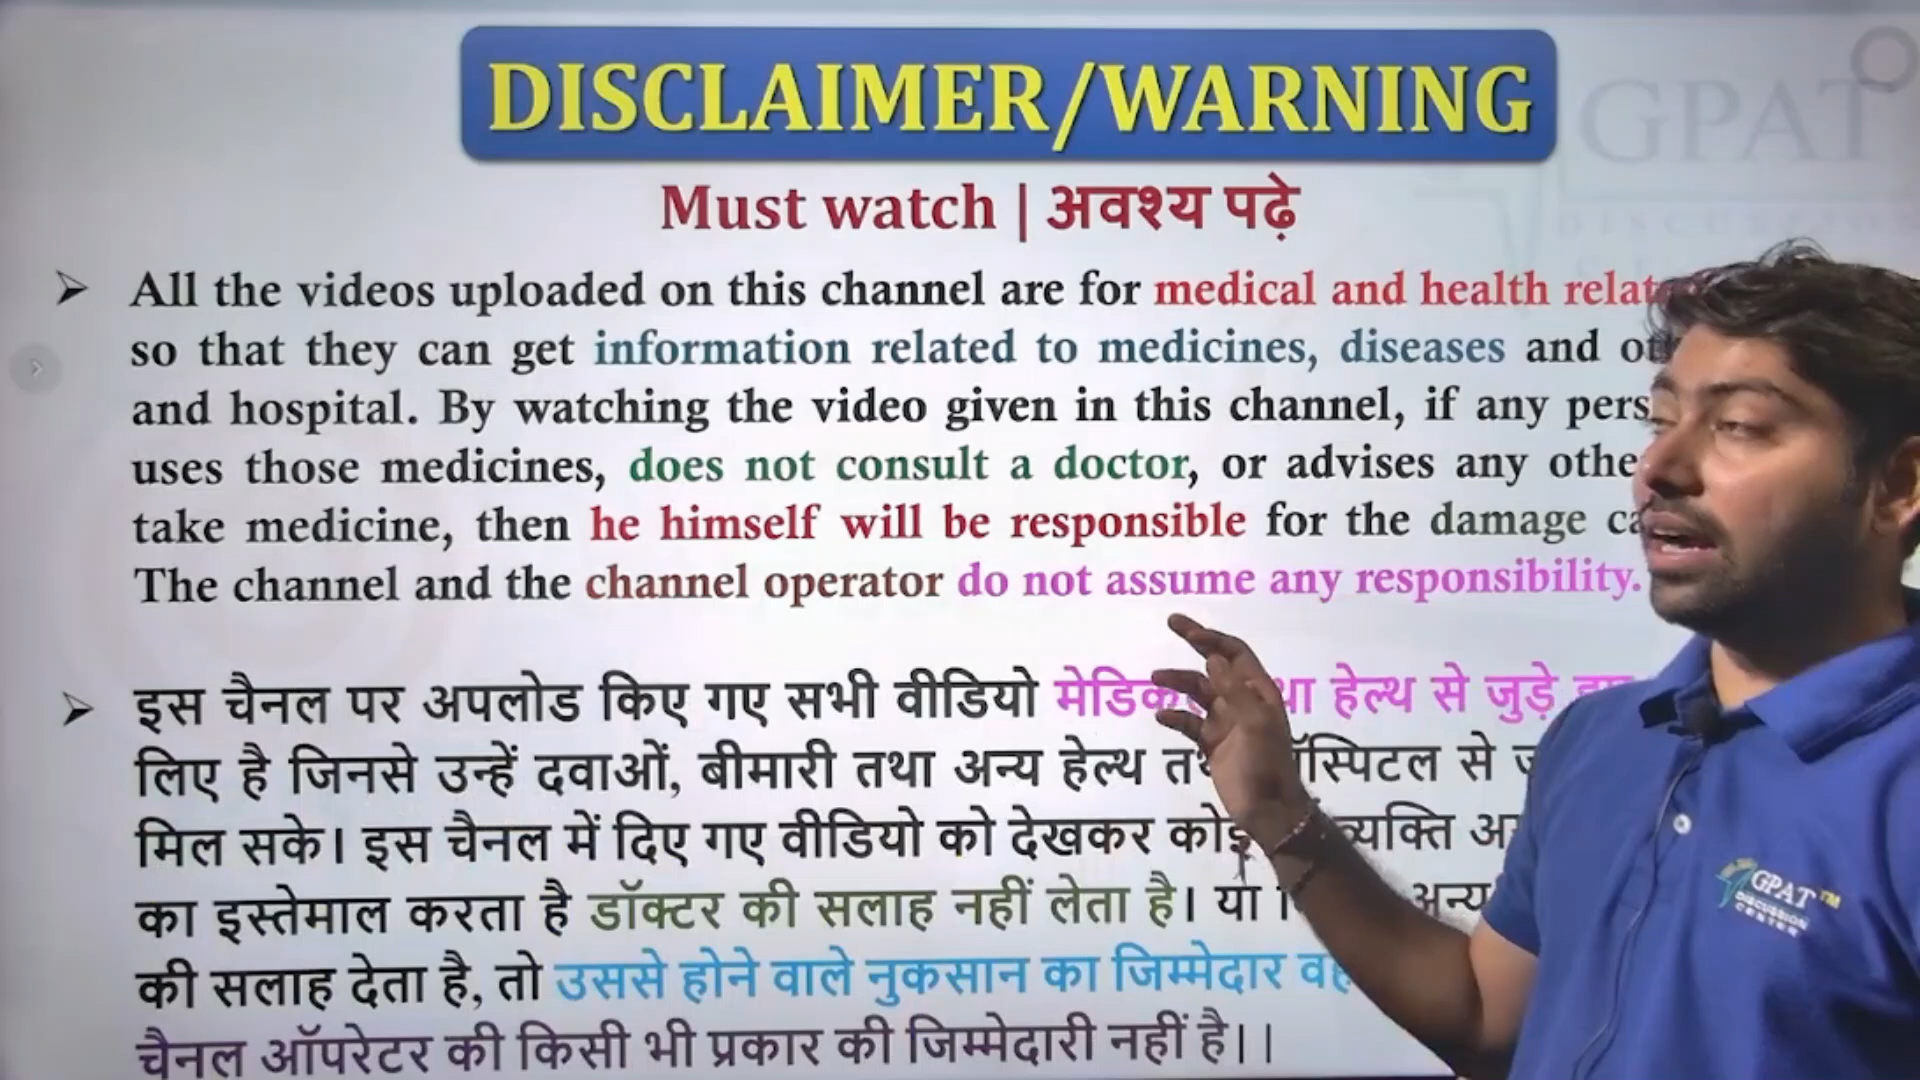 DISCLAIMER/WARNING
GPAT
Must watch | अवश्य पढ़े
➢ All the videos uploaded on this channel are for medical and health
so that they can get information related to medicines, diseases and
and hospital. By watching the video given in this channel, if any
uses those medicines, does not consult a doctor, or advises any
take medicine, then he himself will be responsible for the damage
The channel and the channel operator do not assume any responsibility.
➢ इस चैनल पर अपलोड किए गए सभी वीडियो हेल्थ से जुड़े
लिए है जिनसे उन्हें दवाओं, बीमारी तथा अन्य हेल्थ से
मिल सके। इस चैनल में दिए गए वीडियो को देखकर व्यक्ति
का इस्तेमाल करता है डॉक्टर की सलाह नहीं लेता है। या अन्य
की सलाह देता है, तो उससे होने वाले नुकसान का जिम्मेदार
चैनल ऑपरेटर की किसी भी प्रकार की जिम्मेदारी नहीं है।।
GPAT™
DISCUSSION
CENTER